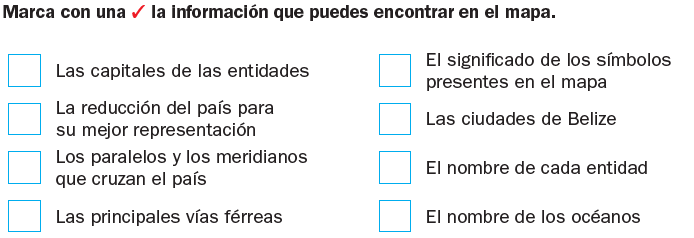 Marca con una ✓ la información que puedes encontrar en el mapa.
Las capitales de las entidades
La reducción del país para
su mejor representación
Los paralelos y los meridianos
que cruzan el país
Las principales vías férreas
El significado de los símbolos
presentes en el mapa
Las ciudades de Belize
El nombre de cada entidad
El nombre de los océanos